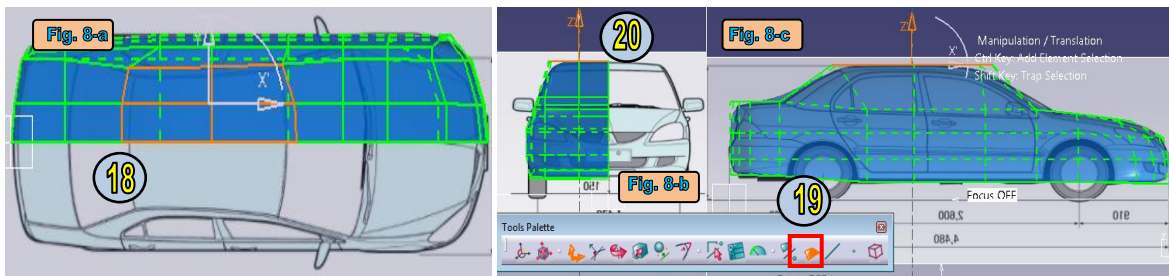 Fig. 8-a
18
X'
Z
20
Fig. 8-b
150
Z
Fig. 8-c
Manipulation / Translation
Ctrl Key: Add Element Selection
Shift Key: Trap Selection
X'
19
Focus OFF
2,600
910
4,480
Tools Palette